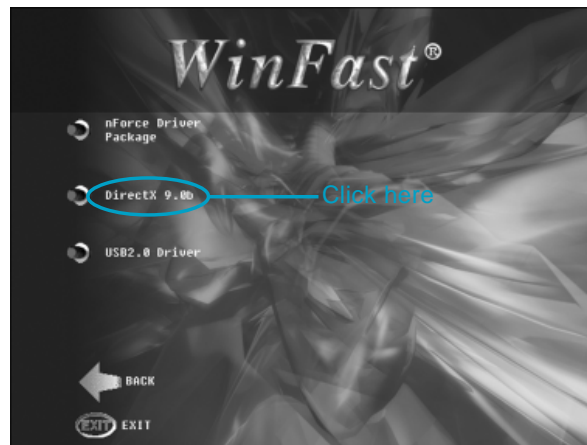 WinFast®
nForce Driver
Package
DirectX 9.0b
Click here
USB2.0 Driver
BACK
EXIT EXIT